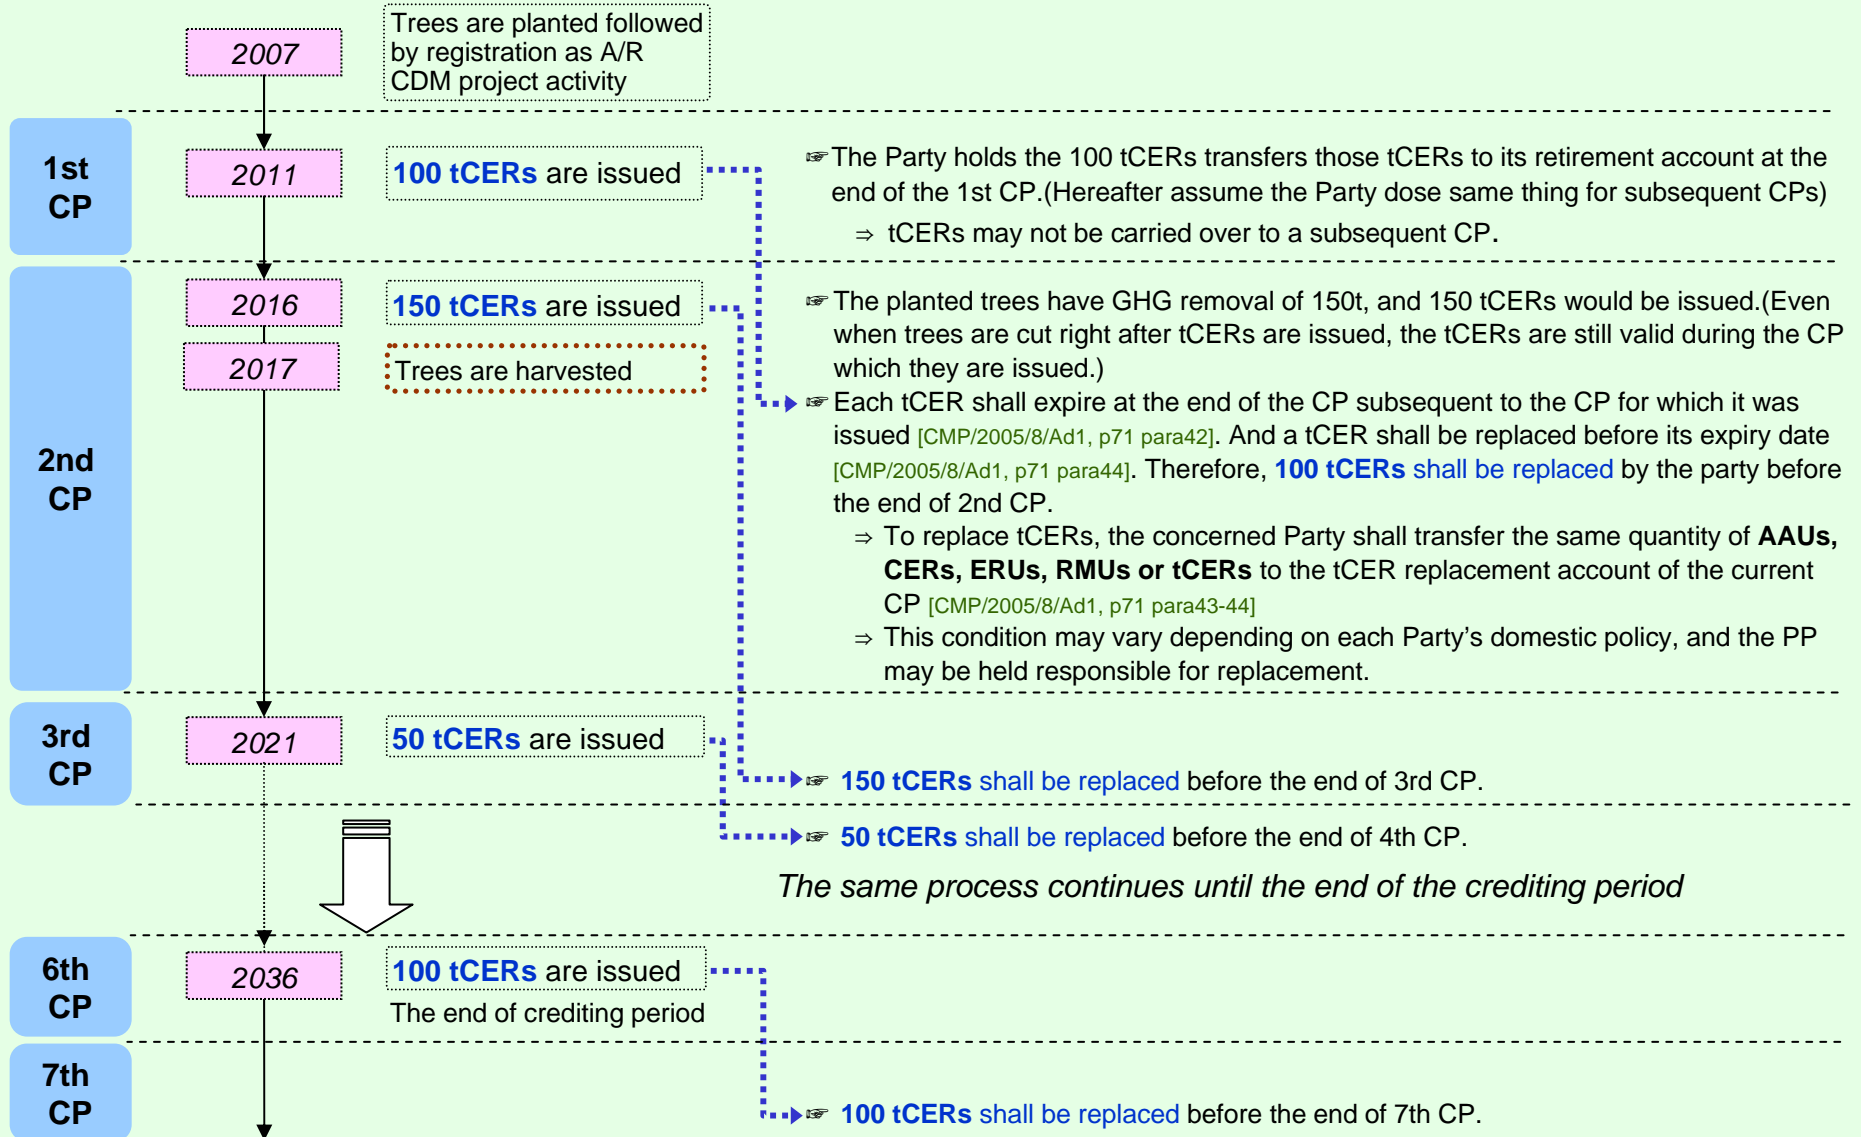 2007
Trees are planted followed
by registration as A/R
CDM project activity
1st
CP
2011
100 tCERs are issued
☞The Party holds the 100 tCERs transfers those tCERs to its retirement account at the
end of the 1st CP.(Hereafter assume the Party dose same thing for subsequent CPs)
⇒ tCERs may not be carried over to a subsequent CP.
2nd
CP
2016
150 tCERs are issued
2017
Trees are harvested
☞The planted trees have GHG removal of 150t, and 150 tCERs would be issued.(Even
when trees are cut right after tCERs are issued, the tCERs are still valid during the CP
which they are issued.)
☞Each tCER shall expire at the end of the CP subsequent to the CP for which it was
issued [CMP/2005/8/Ad1, p71 para42]. And a tCER shall be replaced before its expiry date
[CMP/2005/8/Ad1, p71 para44]. Therefore, 100 tCERs shall be replaced by the party before
the end of 2nd CP.
⇒ To replace tCERs, the concerned Party shall transfer the same quantity of AAUs,
CERs, ERUs, RMUs or tCERs to the tCER replacement account of the current
CP [CMP/2005/8/Ad1, p71 para43-44]
⇒ This condition may vary depending on each Party's domestic policy, and the PP
may be held responsible for replacement.
3rd
CP
2021
50 tCERs are issued
☞ 150 tCERs shall be replaced before the end of 3rd CP.
☞ 50 tCERs shall be replaced before the end of 4th CP.
The same process continues until the end of the crediting period
6th
CP
2036
100 tCERs are issued
The end of crediting period
7th
CP
☞ 100 tCERs shall be replaced before the end of 7th CP.